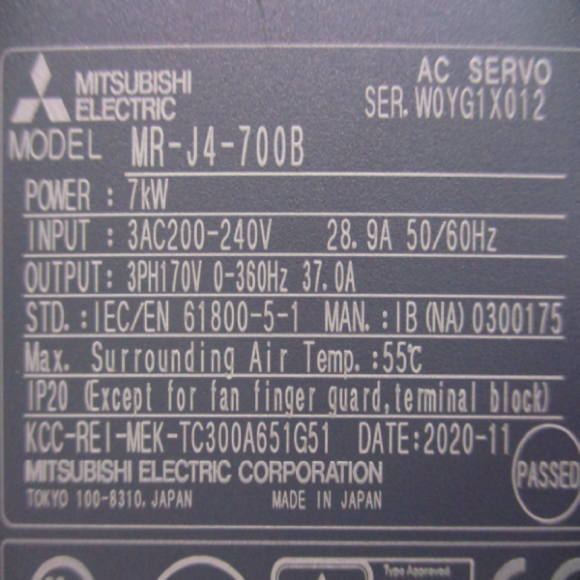 MITSUBISHI
ELECTRIC
AC SERVO
SER. W0YG1X012
MODEL MR-J4-700B
POWER : 7kW
INPUT : 3AC200-240V 28.9A 50/60Hz
OUTPUT: 3PH170V 0-360Hz 37.0A
STD. : IEC/EN 61800-5-1 MAN. : IB(NA)0300175
Max. Surrounding Air Temp. :55℃
IP20 (Except for fan finger guard,terminal block)
KCC-REI-MEK-TC300A651G51 DATE:2020-11
MITSUBISHI ELECTRIC CORPORATION
TOKYO 100-8310, JAPAN MADE IN JAPAN
PASSED
Type Approved